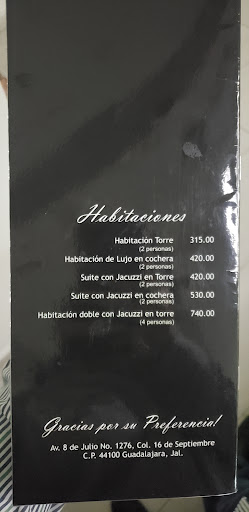 Habitaciones
Habitación Torre 315.00
(2 personas)
Habitación de Lujo en cochera 420.00
(2 personas)
Suite con Jacuzzi en Torre 420.00
(2 personas)
Suite con Jacuzzi en cochera 530.00
(2 personas)
Habitación doble con Jacuzzi en torre 740.00
(4 personas)
Gracias por su Preferencia!
Av. 8 de Julio No. 1276, Col. 16 de Septiembre
C.P. 44100 Guadalajara, Jal.